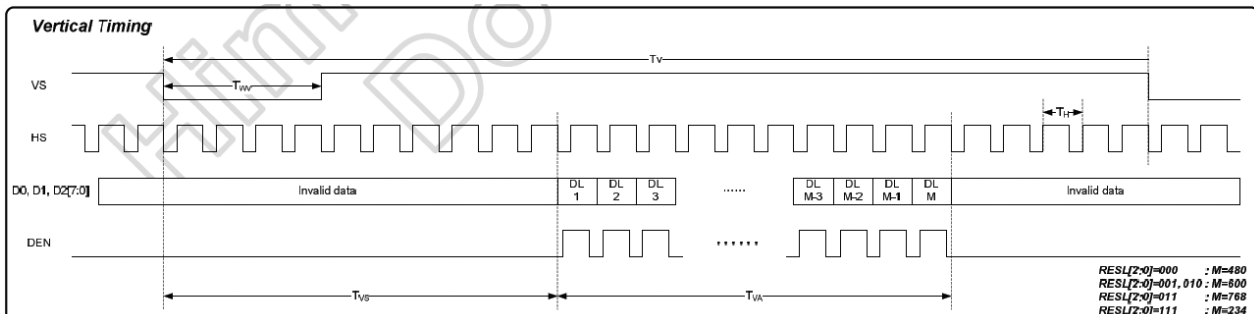 Vertical Timing
Tv
VS
TWV
TH
HS
D0, D1, D2[7:0]
Invalid data
DL 1
DL 2
DL 3
......
DL M-3
DL M-2
DL M-1
DL M
Invalid data
DEN
......
TVS
TVA
RESL[2:0]=000 : M=480
RESL[2:0]=001, 010 : M=600
RESL[2:0]=011 : M=768
RESL[2:0]=111 : M=234
Him
Do